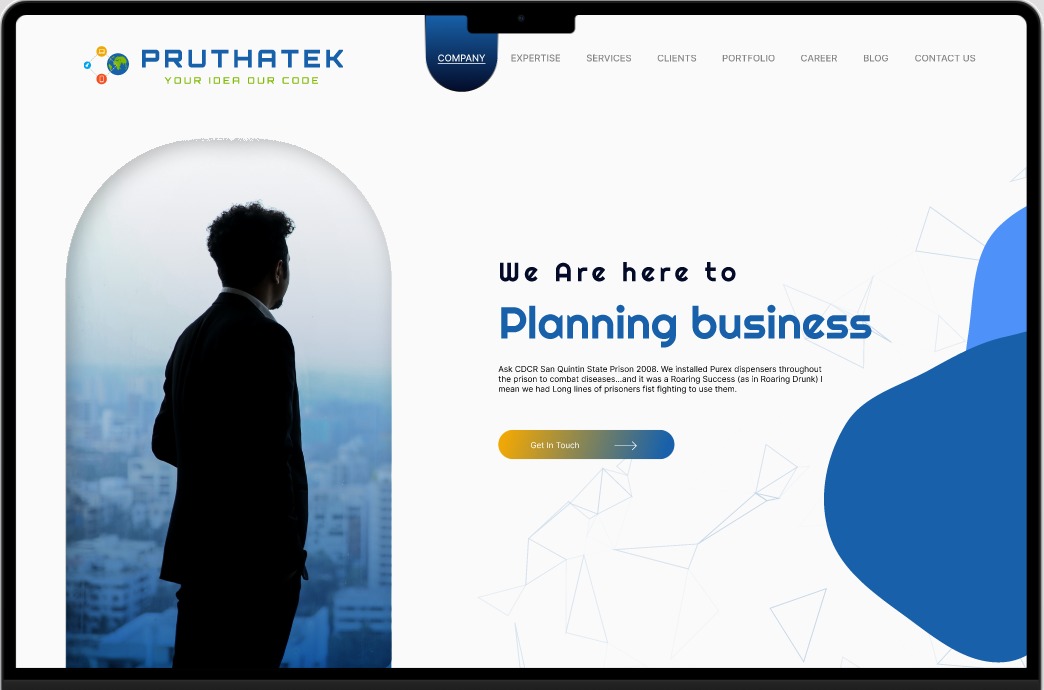 PRUTHATEK
YOUR IDEA OUR CODE
COMPANY EXPERTISE SERVICES CLIENTS PORTFOLIO CAREER BLOG CONTACT US
We Are here to
Planning business
Ask CDCR San Quintin State Prison 2008. We installed Purex dispensers throughout
the prison to combat diseases...and it was a Roaring Success (as in Roaring Drunk) I
mean we had Long lines of prisoners fist fighting to use them.
Get In Touch